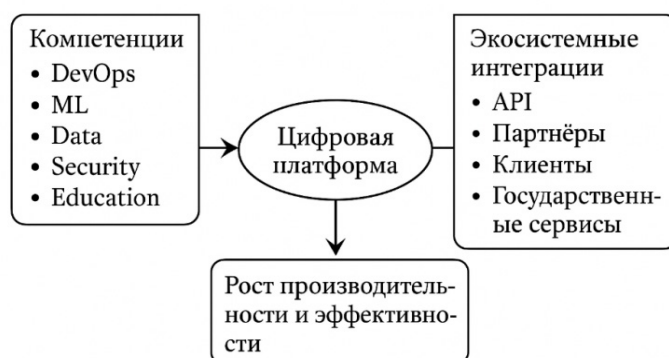 Компетенции
• DevOps
• ML
• Data
• Security
• Education
Цифровая
платформа
Экосистемные
интеграции
• API
• Партнёры
• Клиенты
• Государственн-
ые сервисы
Рост производитель-
ности и эффективно-
сти